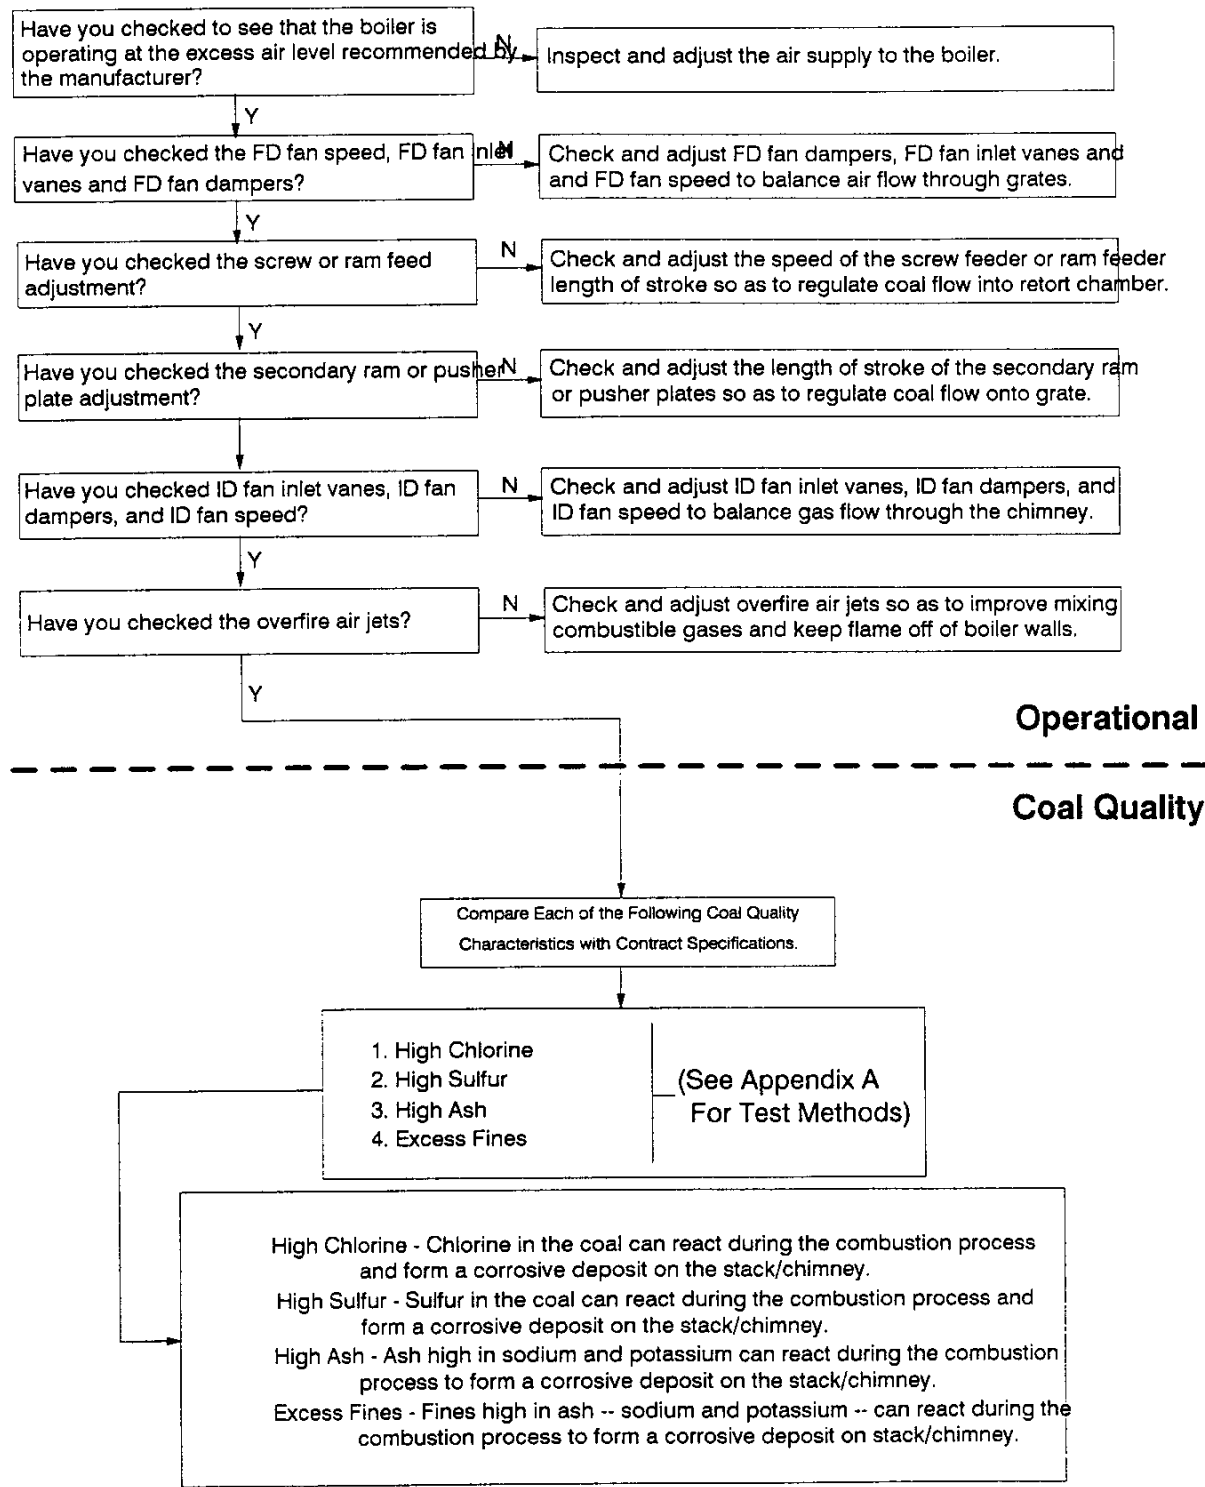 Have you checked to see that the boiler is
operating at the excess air level recommended by
the manufacturer?
N
Inspect and adjust the air supply to the boiler.
Y
Have you checked the FD fan speed, FD fan inlet
vanes and FD fan dampers?
N
Check and adjust FD fan dampers, FD fan inlet vanes and
and FD fan speed to balance air flow through grates.
Y
Have you checked the screw or ram feed
adjustment?
N
Check and adjust the speed of the screw feeder or ram feeder
length of stroke so as to regulate coal flow into retort chamber.
Y
Have you checked the secondary ram or pusher
plate adjustment?
N
Check and adjust the length of stroke of the secondary ram
or pusher plates so as to regulate coal flow onto grate.
Have you checked ID fan inlet vanes, ID fan
dampers, and ID fan speed?
N
Check and adjust ID fan inlet vanes, ID fan dampers, and
ID fan speed to balance gas flow through the chimney.
Y
Have you checked the overfire air jets?
N
Check and adjust overfire air jets so as to improve mixing
combustible gases and keep flame off of boiler walls.
Y
Operational
Coal Quality
Compare Each of the Following Coal Quality
Characteristics with Contract Specifications.
1. High Chlorine
2. High Sulfur
3. High Ash
4. Excess Fines
(See Appendix A
For Test Methods)
High Chlorine - Chlorine in the coal can react during the combustion process
and form a corrosive deposit on the stack/chimney.
High Sulfur - Sulfur in the coal can react during the combustion process and
form a corrosive deposit on the stack/chimney.
High Ash - Ash high in sodium and potassium can react during the combustion
process to form a corrosive deposit on the stack/chimney.
Excess Fines - Fines high in ash -- sodium and potassium -- can react during the
combustion process to form a corrosive deposit on stack/chimney.